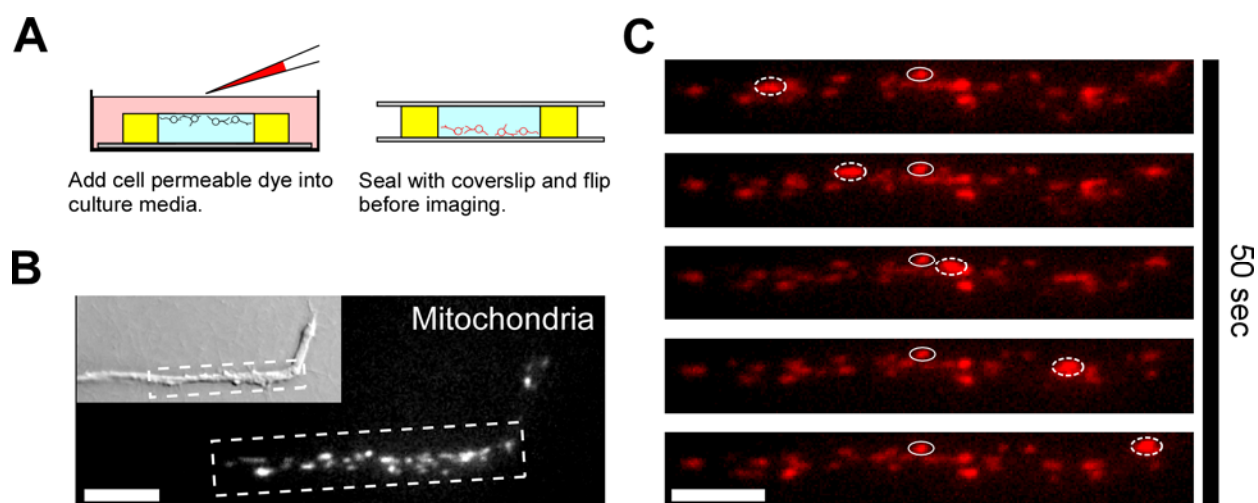 A
Add cell permeable dye into
culture media.
Seal with coverslip and flip
before imaging.
B
Mitochondria
C
50 sec